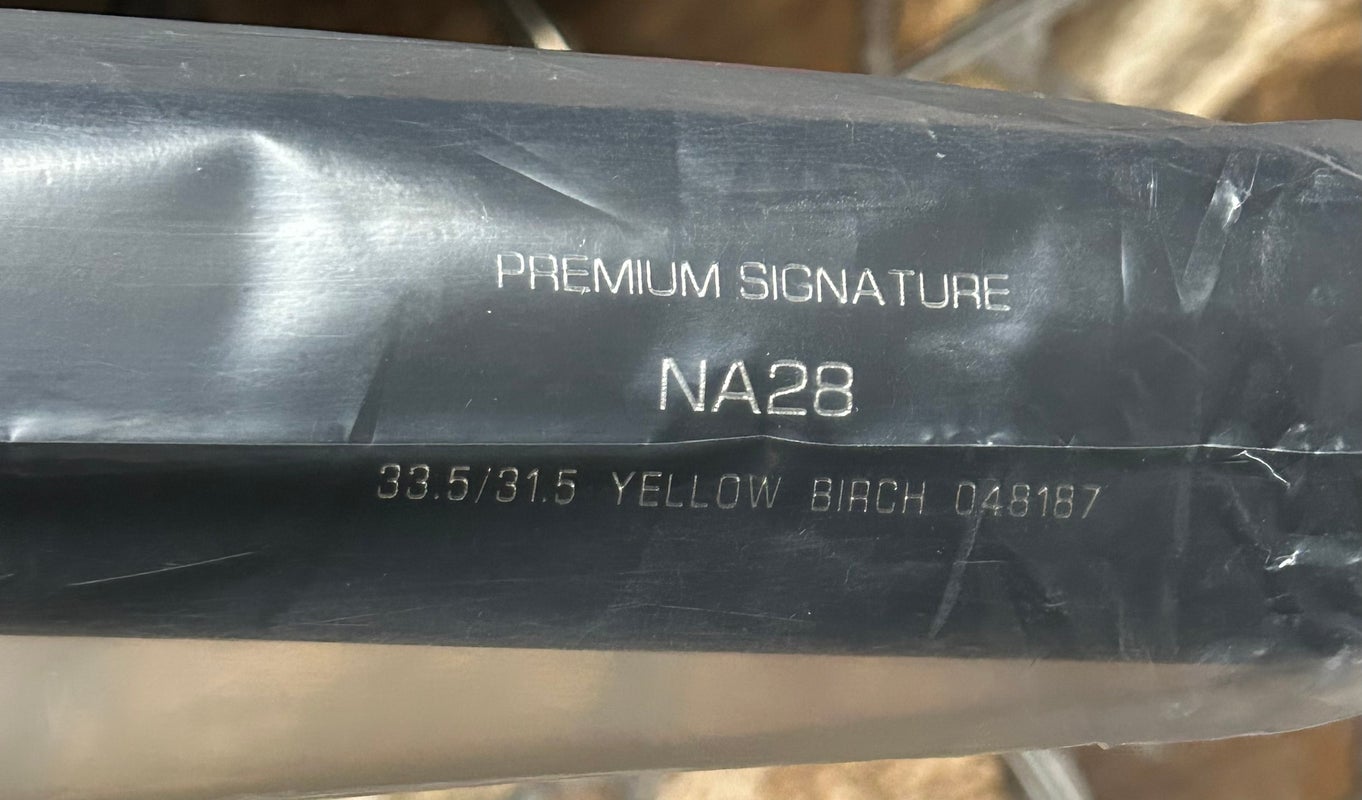 PREMIUM SIGNATURE
NA28
33.5/31.5 YELLOW BIRCH 048187